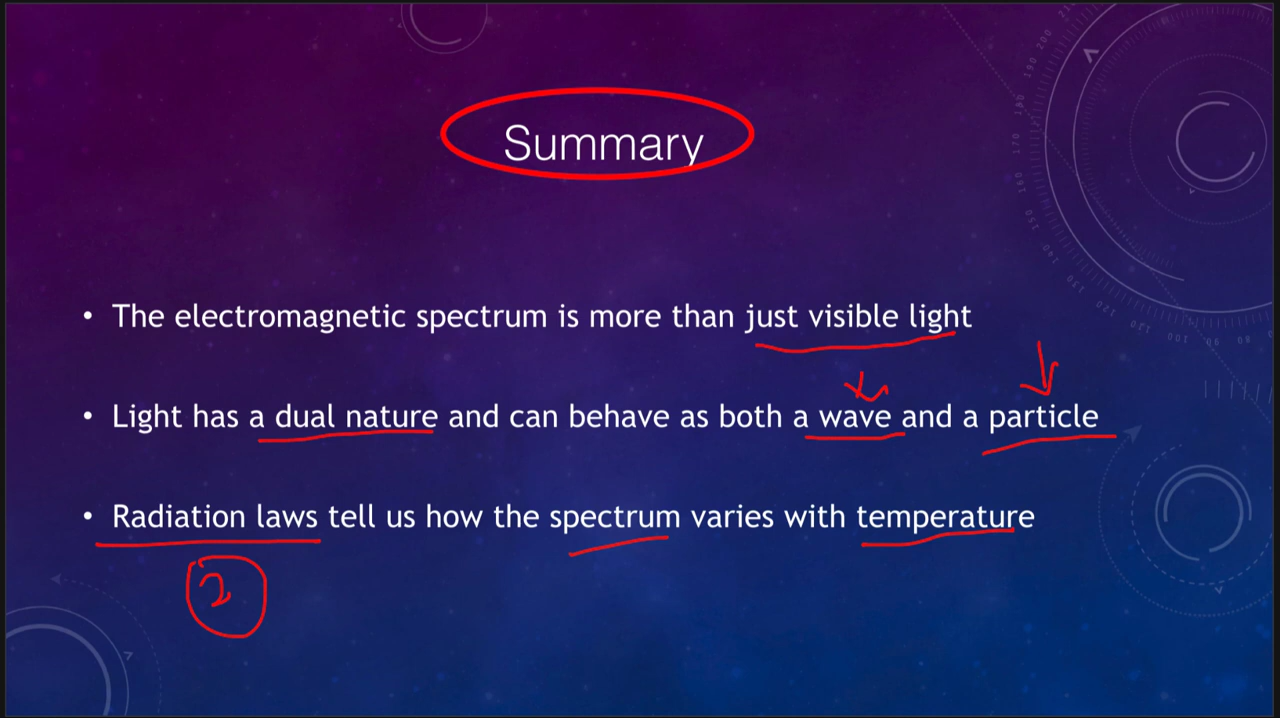 Summary
• The electromagnetic spectrum is more than just visible light
• Light has a dual nature and can behave as both a wave and a particle
• Radiation laws tell us how the spectrum varies with temperature
2